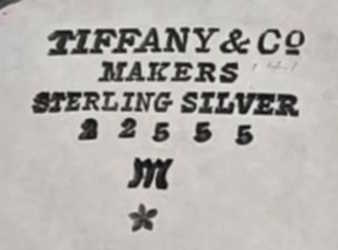 TIFFANY & Cº
MAKERS
STERLING SILVER
22555
m